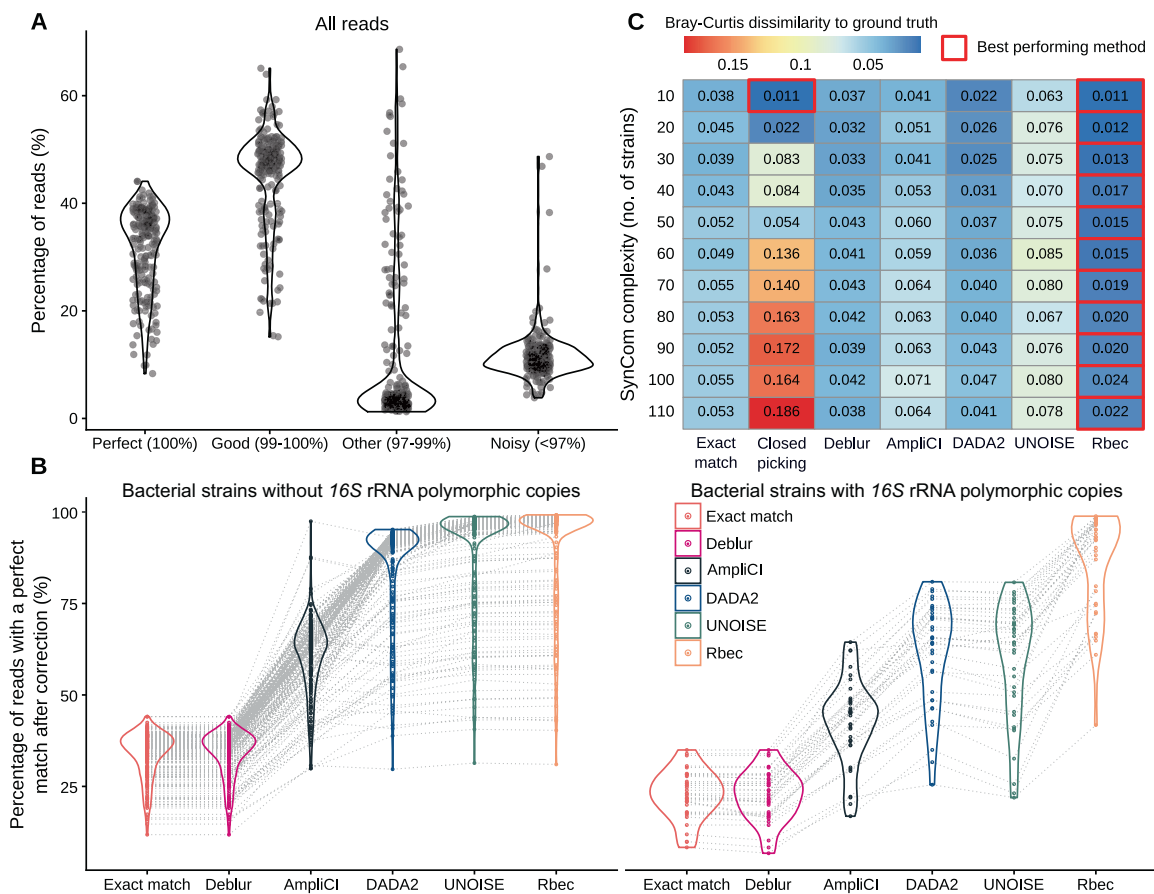 A
All reads
Percentage of reads (%)
60
40
20
0
Perfect (100%) Good (99-100%) Other (97-99%) Noisy (<97%)
C
Bray-Curtis dissimilarity to ground truth
0.15 0.1 0.05
Best performing method
SynCom complexity (no. of strains)
10 0.038 0.011 0.037 0.041 0.022 0.063 0.011
20 0.045 0.022 0.032 0.051 0.026 0.076 0.012
30 0.039 0.083 0.033 0.041 0.025 0.075 0.013
40 0.043 0.084 0.035 0.053 0.031 0.070 0.017
50 0.052 0.054 0.043 0.060 0.037 0.075 0.015
60 0.049 0.136 0.041 0.059 0.036 0.085 0.015
70 0.055 0.140 0.043 0.064 0.040 0.080 0.019
80 0.053 0.163 0.042 0.063 0.040 0.067 0.020
90 0.052 0.172 0.039 0.063 0.043 0.076 0.020
100 0.055 0.164 0.042 0.071 0.047 0.080 0.024
110 0.053 0.186 0.038 0.064 0.041 0.078 0.022
Exact match Closed picking Deblur AmpliCI DADA2 UNOISE Rbec
B
Bacterial strains without 16S rRNA polymorphic copies
Percentage of reads with a perfect
match after correction (%)
100
75
50
25
Exact match Deblur AmpliCI DADA2 UNOISE Rbec
Bacterial strains with 16S rRNA polymorphic copies
Exact match
Deblur
AmpliCI
DADA2
UNOISE
Rbec
Exact match Deblur AmpliCI DADA2 UNOISE Rbec